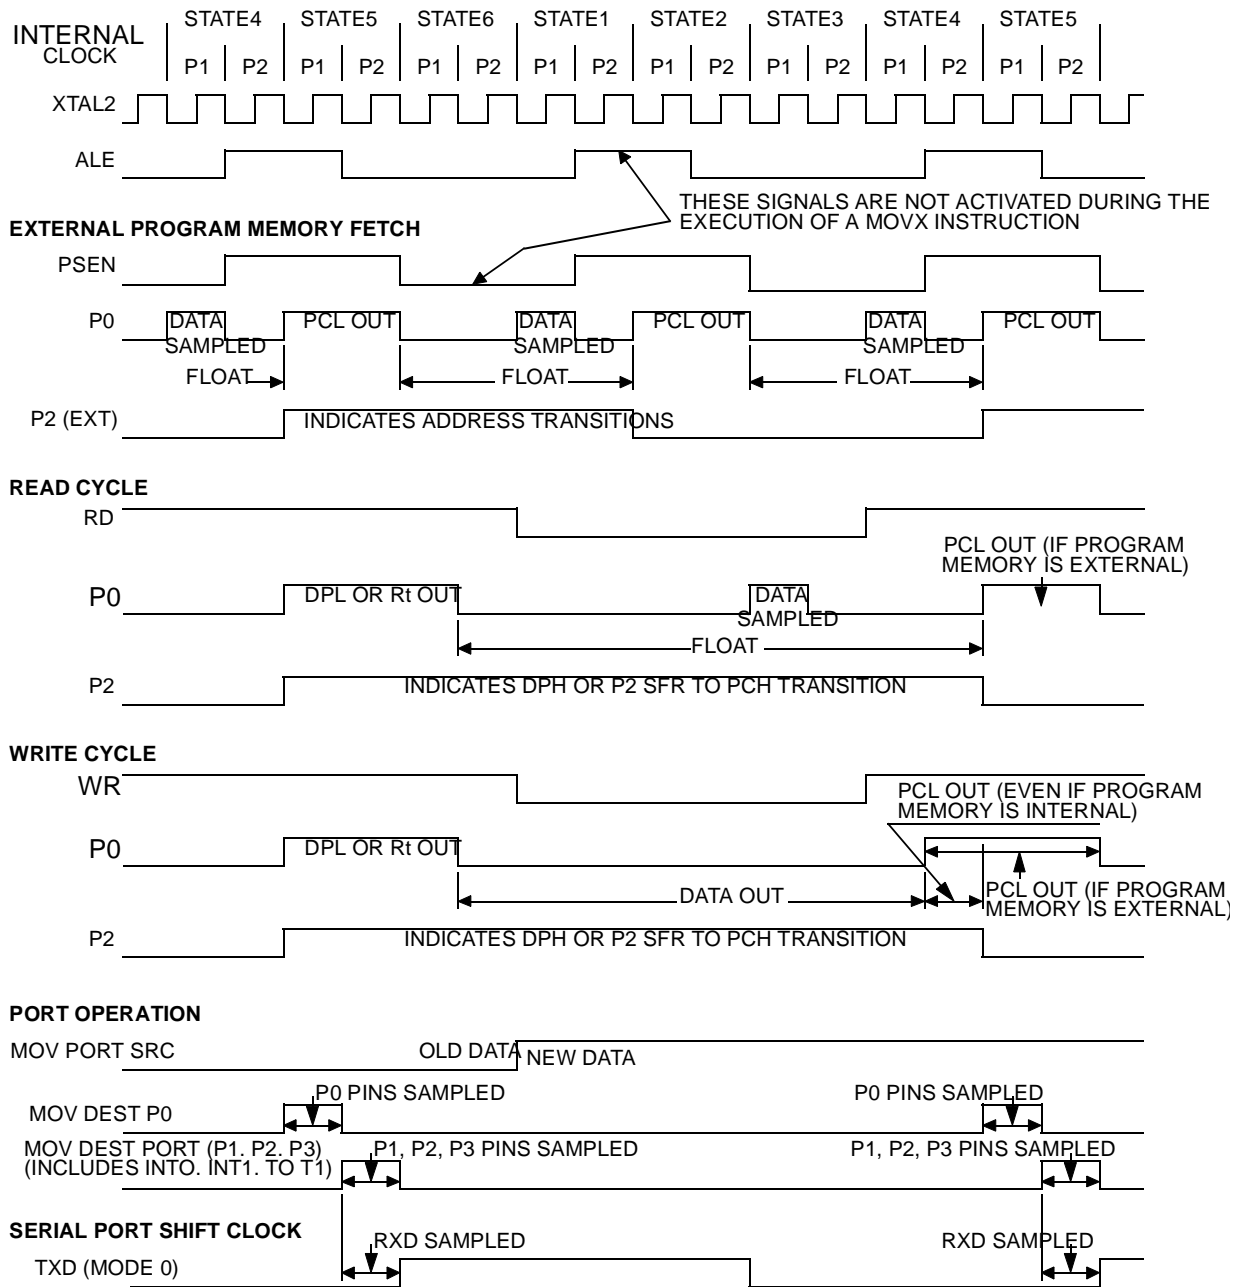 INTERNAL CLOCK
STATE4 STATE5 STATE6 STATE1 STATE2 STATE3 STATE4 STATE5
P1 P2 P1 P2 P1 P2 P1 P2 P1 P2 P1 P2 P1 P2 P1 P2
XTAL2
ALE
THESE SIGNALS ARE NOT ACTIVATED DURING THE
EXECUTION OF A MOVX INSTRUCTION
EXTERNAL PROGRAM MEMORY FETCH
PSEN
P0 DATA PCL OUT DATA PCL OUT DATA PCL OUT
SAMPLED SAMPLED SAMPLED
FLOAT FLOAT FLOAT
P2 (EXT) INDICATES ADDRESS TRANSITIONS
READ CYCLE
RD
PCL OUT (IF PROGRAM
MEMORY IS EXTERNAL)
P0 DPL OR Rt OUT DATA
SAMPLED
FLOAT
P2 INDICATES DPH OR P2 SFR TO PCH TRANSITION
WRITE CYCLE
WR
PCL OUT (EVEN IF PROGRAM
MEMORY IS INTERNAL)
P0 DPL OR Rt OUT
DATA OUT
PCL OUT (IF PROGRAM
MEMORY IS EXTERNAL)
P2 INDICATES DPH OR P2 SFR TO PCH TRANSITION
PORT OPERATION
MOV PORT SRC OLD DATA NEW DATA
P0 PINS SAMPLED P0 PINS SAMPLED
MOV DEST P0
MOV DEST PORT (P1. P2. P3) P1, P2, P3 PINS SAMPLED P1, P2, P3 PINS SAMPLED
(INCLUDES INTO. INT1. TO T1)
SERIAL PORT SHIFT CLOCK
RXD SAMPLED RXD SAMPLED
TXD (MODE 0)